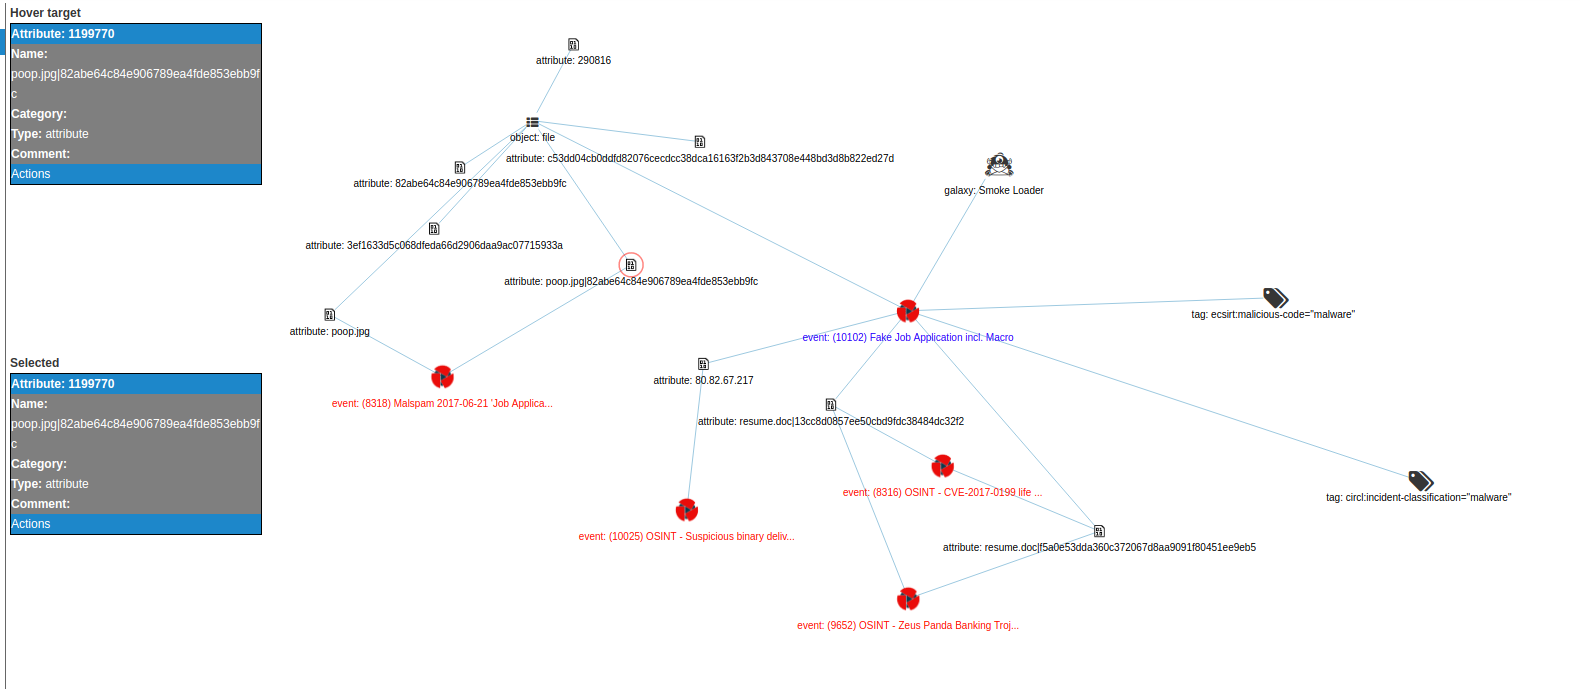 Hover target
Attribute: 1199770
Name:
poop.jpg|82abe64c84e906789ea4fde853ebb9f
c
Category:
Type: attribute
Comment:
Actions
Selected
Attribute: 1199770
Name:
poop.jpg|82abe64c84e906789ea4fde853ebb9f
c
Category:
Type: attribute
Comment:
Actions
attribute: 290816
object: file
attribute: c53dd04cb0ddfd82076cecdcc38dca16163f2b3d843708e448bd3d8b822ed27d
attribute: 82abe64c84e906789ea4fde853ebb9fc
galaxy: Smoke Loader
attribute: 3ef1633d5c068dfeda66d2906daa9ac07715933a
attribute: poop.jpg|82abe64c84e906789ea4fde853ebb9fc
tag: ecsirt:malicious-code="malware"
attribute: poop.jpg
event: (10102) Fake Job Application incl. Macro
attribute: 80.82.67.217
event: (8318) Malspam 2017-06-21 'Job Applica...
attribute: resume.doc|13cc8d0857ee50cbd9fdc38484dc32f2
event: (8316) OSINT - CVE-2017-0199 life ...
tag: circl:incident-classification="malware"
event: (10025) OSINT - Suspicious binary deliv...
attribute: resume.doc|f5a0e53dda360c372067d8aa9091f80451ee9eb5
event: (9652) OSINT - Zeus Panda Banking Troj...